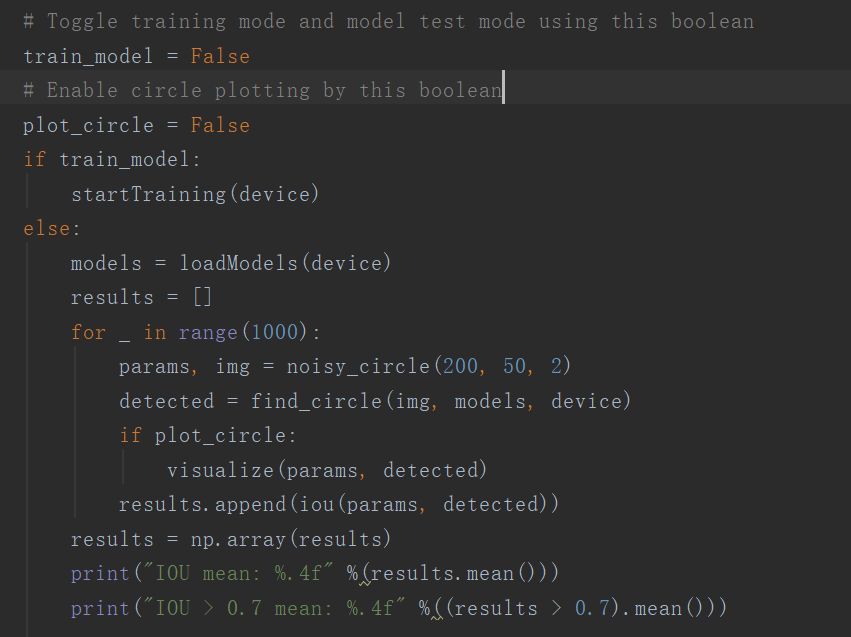 # Toggle training mode and model test mode using this boolean
train_model = False
# Enable circle plotting by this boolean
plot_circle = False
if train_model:
    startTraining(device)
else:
    models = loadModels(device)
    results = []
    for _ in range(1000):
        params, img = noisy_circle(200, 50, 2)
        detected = find_circle(img, models, device)
        if plot_circle:
            visualize(params, detected)
        results.append(iou(params, detected))
    results = np.array(results)
    print("IOU mean: %.4f" %(results.mean()))
    print("IOU > 0.7 mean: %.4f" %((results > 0.7).mean()))